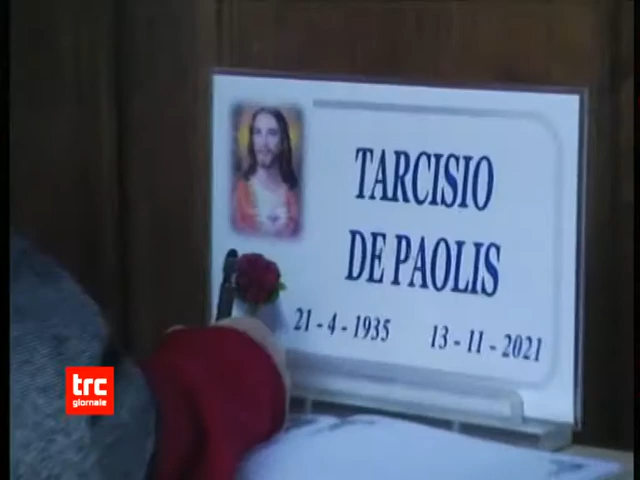 TARCISIO
DE PAOLIS
21 - 4 - 1935 13 - 11 - 2021
trc
giornale